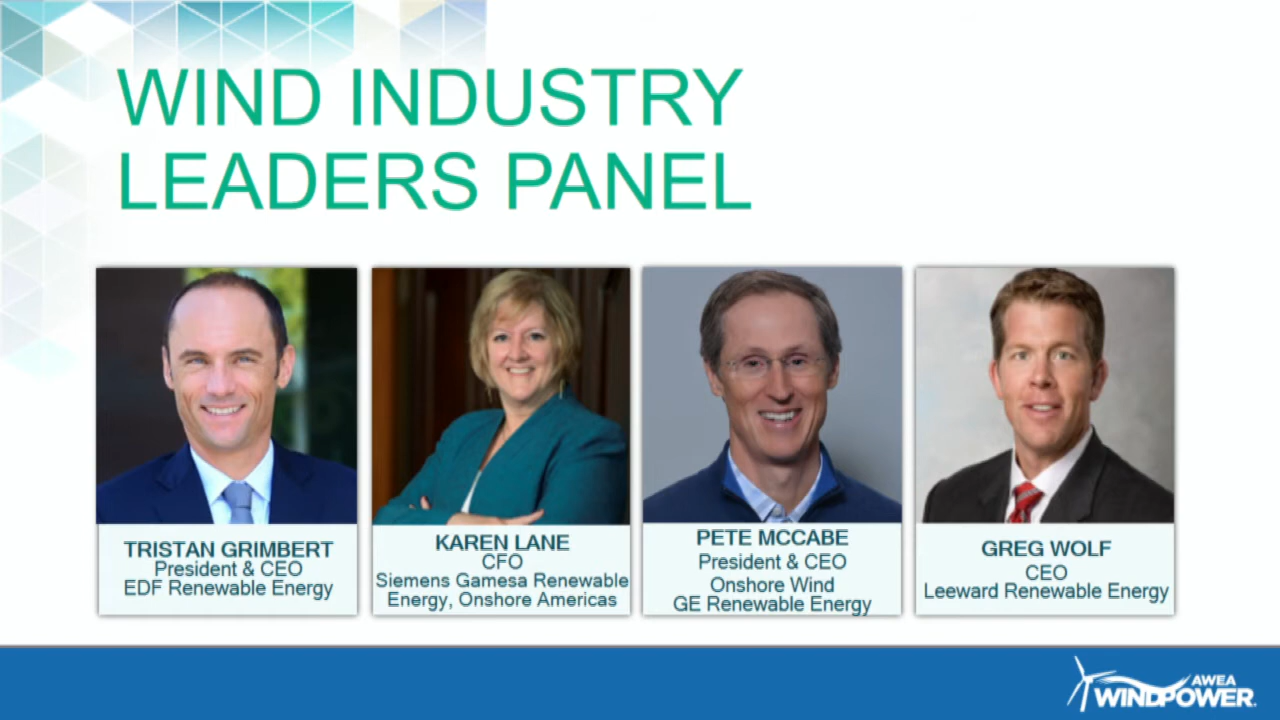 WIND INDUSTRY
LEADERS PANEL
TRISTAN GRIMBERT
President & CEO
EDF Renewable Energy
KAREN LANE
CFO
Siemens Gamesa Renewable
Energy, Onshore Americas
PETE MCCABE
President & CEO
Onshore Wind
GE Renewable Energy
GREG WOLF
CEO
Leeward Renewable Energy
AWEA
WINDPOWER®